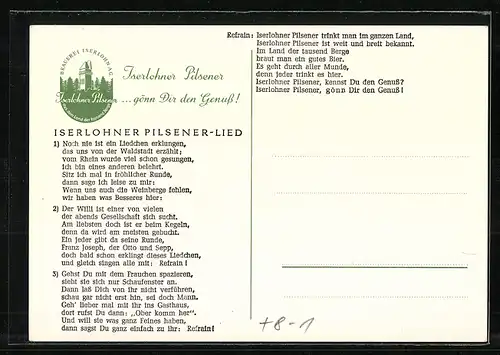 BRAUEREI ISERLOHN A.G.
Iserlohner Pilsener
Iserlohner Pilsener
...gönn Dir den Genuß!
ISERLOHNER PILSENER-LIED
1) Noch nie ist ein Liedchen erklungen,
das uns von der Waldstadt erzählt;
vom Rhein wurde viel schon gesungen,
ich bin eines anderen belehrt.
Sitz ich mal in fröhlicher Runde,
dann sage ich leise zu mir:
Wenn uns auch die Weinberge fehlen,
wir haben was Besseres hier:
2) Der Willi ist einer von vielen
der abends Gesellschaft sich sucht.
Am liebsten doch ist er beim Kegeln,
denn da wird am meisten gebucht.
Ein jeder gibt da seine Runde,
Franz Joseph, der Otto und Sepp,
doch bald schon erklingt dieses Liedchen,
und gleich singen alle mit: Refrain!
3) Gehst Du mit dem Frauchen spazieren,
sieht sie sich nur Schaufenster an.
Dann laß Dich von ihr nicht verführen,
schau gar nicht erst hin, sei doch Mann.
Geh' lieber mal mit ihr ins Gasthaus,
dort rufst Du dann: „Ober komm her".
Und will sie was ganz Feines haben,
dann sagst Du ganz einfach zu ihr: Refrain!
Refrain: Iserlohner Pilsener trinkt man im ganzen Land,
Iserlohner Pilsener ist weit und breit bekannt.
Im Land der tausend Berge
braut man ein gutes Bier.
Es geht durch aller Munde,
denn jeder trinkt es hier.
Iserlohner Pilsener, kennst Du den Genuß?
Iserlohner Pilsener, gönn Dir den Genuß!
+8-1